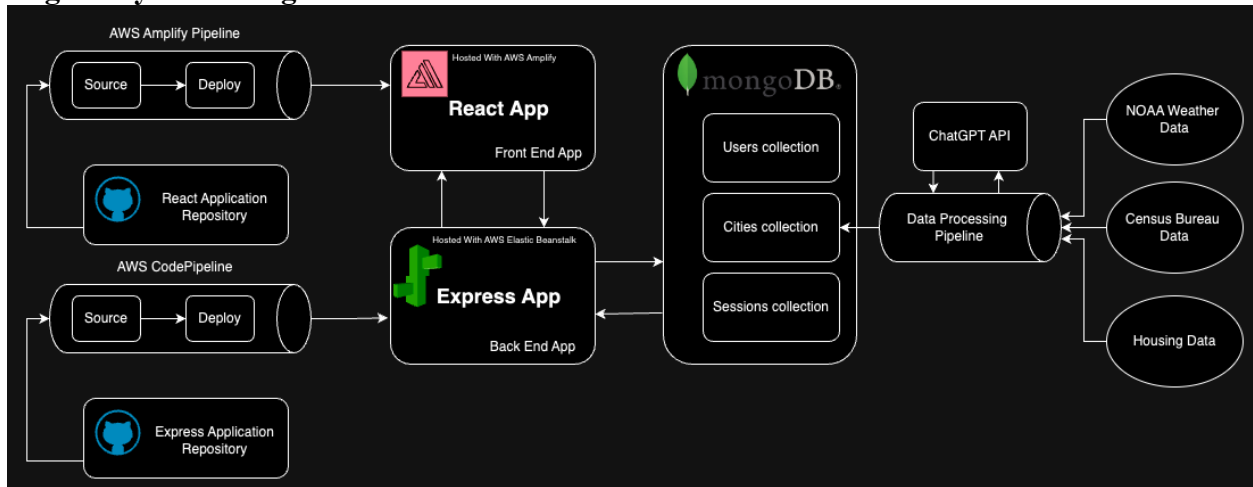 AWS Amplify Pipeline
Source
Deploy
React Application
Repository
AWS CodePipeline
Source
Deploy
Express Application
Repository
Hosted With AWS Amplify
React App
Front End App
Hosted With AWS Elastic Beanstalk
Express App
Back End App
mongoDB®
Users collection
Cities collection
Sessions collection
ChatGPT API
Data Processing
Pipeline
NOAA Weather
Data
Census Bureau
Data
Housing Data